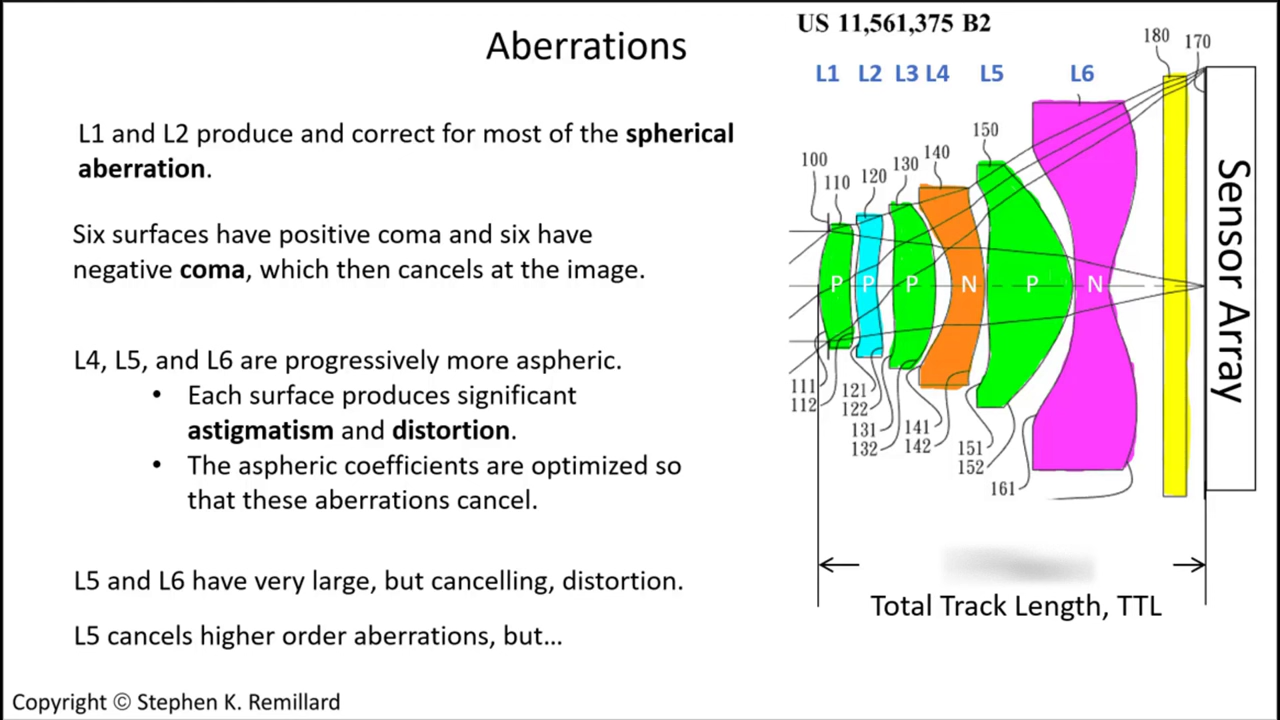 Aberrations
US 11,561,375 B2
L1 and L2 produce and correct for most of the spherical
aberration.
Six surfaces have positive coma and six have
negative coma, which then cancels at the image.
L4, L5, and L6 are progressively more aspheric.
• Each surface produces significant
astigmatism and distortion.
• The aspheric coefficients are optimized so
that these aberrations cancel.
L5 and L6 have very large, but cancelling, distortion.
L5 cancels higher order aberrations, but...
Copyright © Stephen K. Remillard
180
170
L1 L2 L3 L4 L5 L6
150
140
130
120
110
100
P P P N P N
Sensor Array
111
112
121
122
131
132
141
142
151
152
161
Total Track Length, TTL